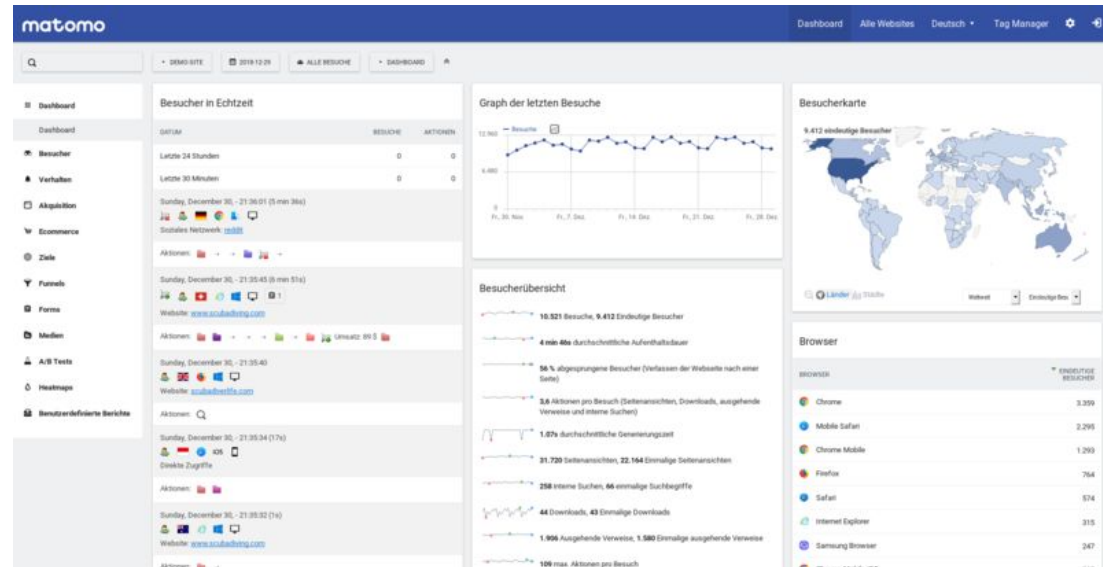 matomo
Dashboard Alle Websites Deutsch Tag Manager
DEMO SITE 2018-12-29 ALLE BESUCHE DASHBOARD
Dashboard
Dashboard
Besucher
Verhalten
Akquisition
Ecommerce
Ziele
Funnels
Forms
Medien
A/B Tests
Heatmaps
Benutzerdefinierte Berichte
Besucher in Echtzeit
DATUM BESUCHE AKTIONEN
Letzte 24 Stunden 0 0
Letzte 30 Minuten 0 0
Sunday, December 30, - 21:36:01 (5 min 36s)
Soziales Netzwerk: reddit
Aktionen:
Sunday, December 30, - 21:35:45 (6 min 51s)
1
Website: www.scubadiving.com
Aktionen: Umsatz: 89 $
Sunday, December 30, - 21:35:40
Website: scubadiverlife.com
Aktionen:
Sunday, December 30, - 21:35:34 (17s)
iOS
Direkte Zugriffe
Aktionen:
Sunday, December 30, - 21:35:32 (1s)
Website: www.scubadiving.com
Aktionen:
Graph der letzten Besuche
12.960 Besuche
6.480
0
Fr., 30. Nov Fr., 7. Dez Fr., 14. Dez Fr., 21. Dez Fr., 28. Dez
Besucherübersicht
10.521 Besuche, 9.412 Eindeutige Besucher
4 min 46s durchschnittliche Aufenthaltsdauer
56 % abgesprungene Besucher (Verlassen der Webseite nach einer
Seite)
3,6 Aktionen pro Besuch (Seitenansichten, Downloads, ausgehende
Verweise und interne Suchen)
1.07s durchschnittliche Generierungszeit
31.720 Seitenansichten, 22.164 Einmalige Seitenansichten
258 Interne Suchen, 66 einmalige Suchbegriffe
44 Downloads, 43 Einmalige Downloads
1.906 Ausgehende Verweise, 1.580 Einmalige ausgehende Verweise
109 max. Aktionen pro Besuch
Besucherkarte
9.412 eindeutige Besucher
Länder Städte Weltweit Eindeutige Bes
Browser
BROWSER EINDEUTIGE
BESUCHER
Chrome 3.359
Mobile Safari 2.295
Chrome Mobile 1.293
Firefox 764
Safari 574
Internet Explorer 315
Samsung Browser 247